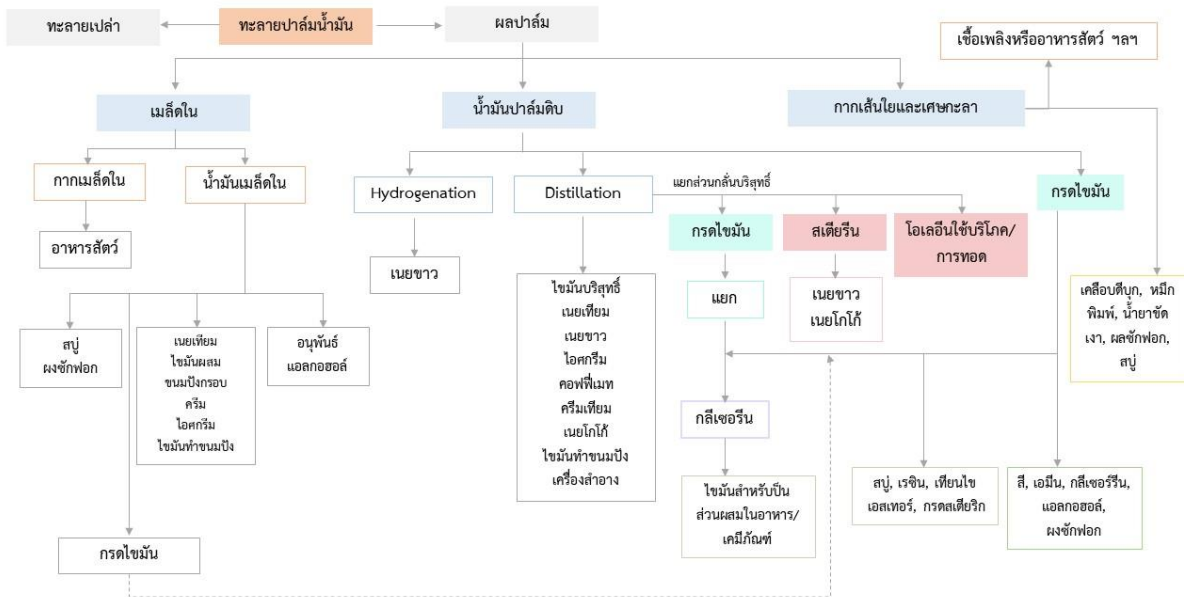 ทะลายเปล่า
ทะลายปาล์มน้ำมัน
ผลปาล์ม
เชื้อเพลิงหรืออาหารสัตว์ ฯลฯ
เมล็ดใน
น้ำมันปาล์มดิบ
กากเส้นใยและเศษกะลา
กากเมล็ดใน
น้ำมันเมล็ดใน
Hydrogenation
Distillation
แยกส่วนกลั่นบริสุทธิ์
กรดไขมัน
กรดไขมัน
สเตียรีน
โอเลอีนใช้บริโภค/
การทอด
อาหารสัตว์
เนยขาว
ไขมันบริสุทธิ์
เนยเทียม
เนยขาว
ไอศกรีม
คอฟฟี่เมท
ครีมเทียม
เนยโกโก้
ไขมันทำขนมปัง
เครื่องสำอาง
แยก
เนยขาว
เนยโกโก้
เคลือบดีบุก, หมึก
พิมพ์, น้ำยาขัด
เงา, ผลซักฟอก,
สบู่
สบู่
ผงซักฟอก
เนยเทียม
ไขมันผสม
ขนมปังกรอบ
ครีม
ไอศกรีม
ไขมันทำขนมปัง
อนุพันธ์
แอลกอฮอล์
กลีเซอรีน
ไขมันสำหรับป็น
ส่วนผสมในอาหาร/
เคมีภัณฑ์
สบู่, เรซิน, เทียนไข
เอสเทอร์, กรดสเตียริก
สี, เอมีน, กลีเซอร์รีน,
แอลกอฮอล์,
ผงซักฟอก
กรดไขมัน